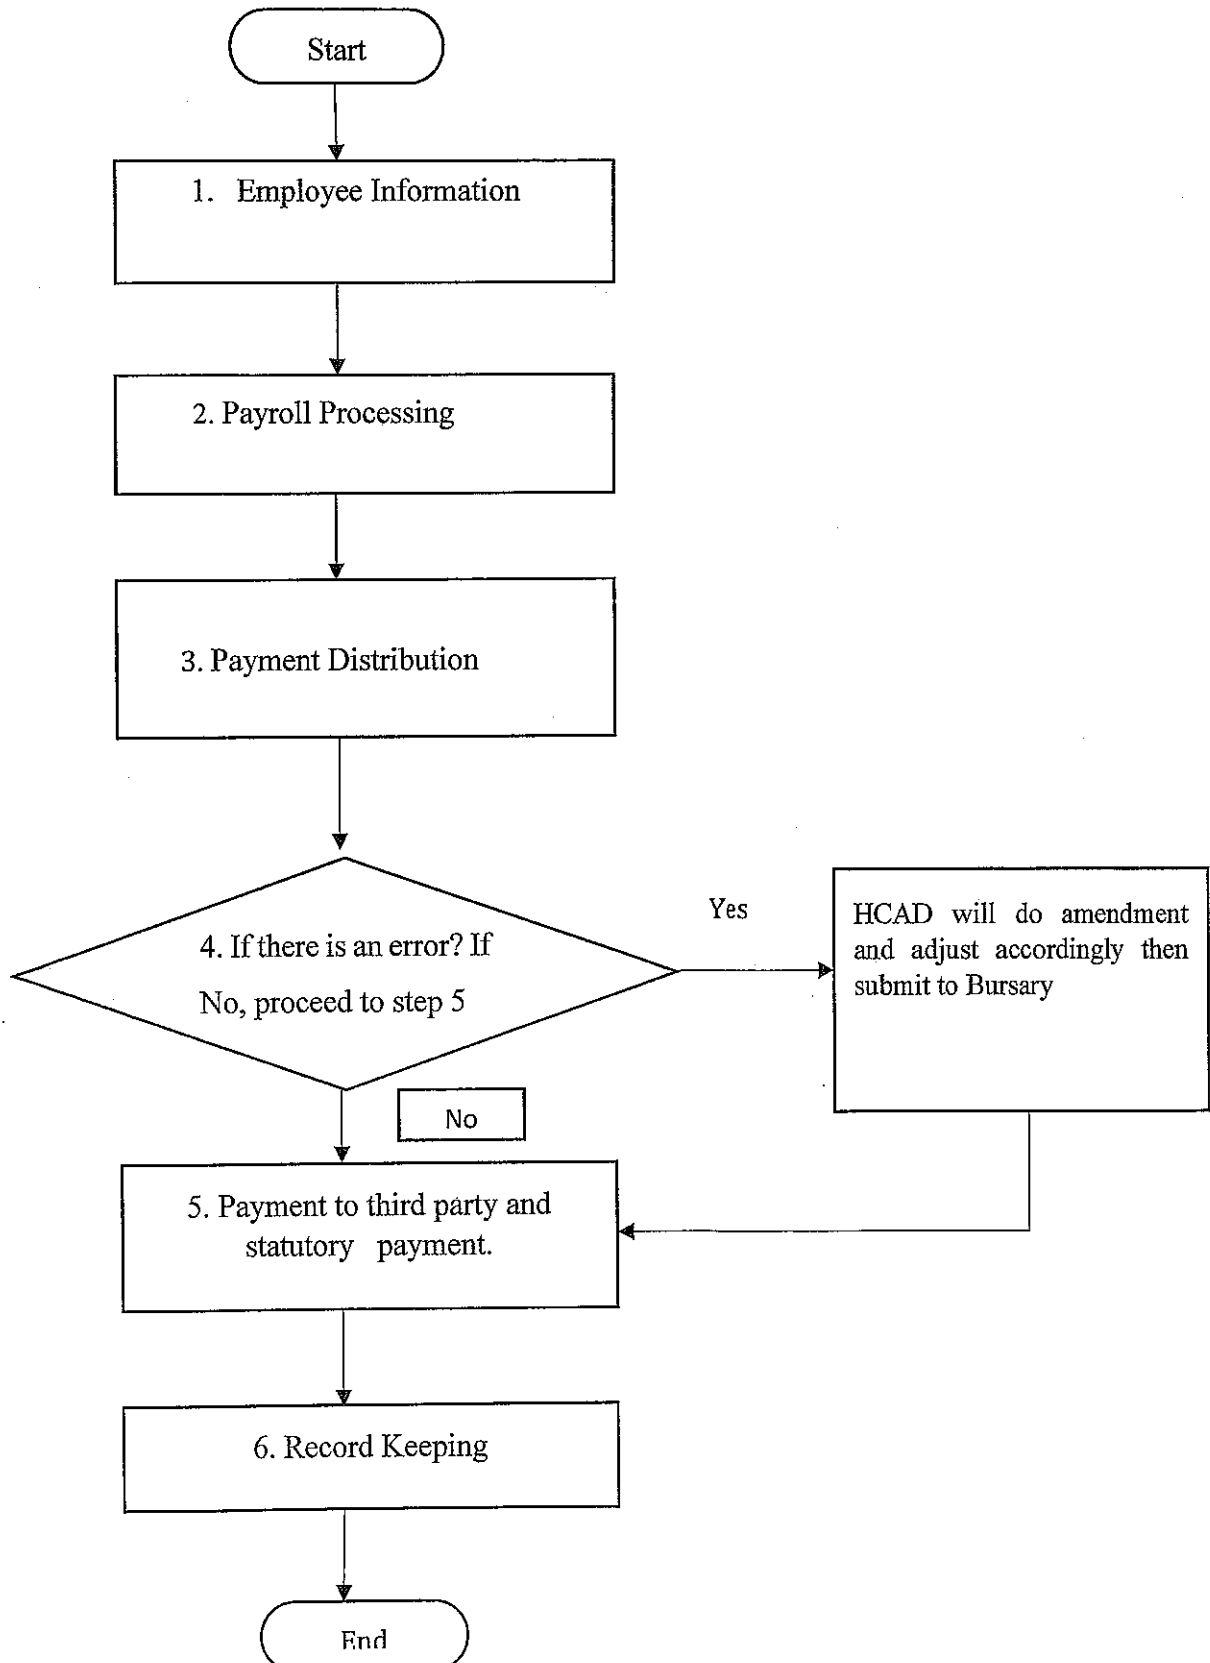 Start
1. Employee Information
2. Payroll Processing
3. Payment Distribution
4. If there is an error? If
No, proceed to step 5
Yes
HCAD will do amendment
and adjust accordingly then
submit to Bursary
No
5. Payment to third party and
statutory payment.
6. Record Keeping
End